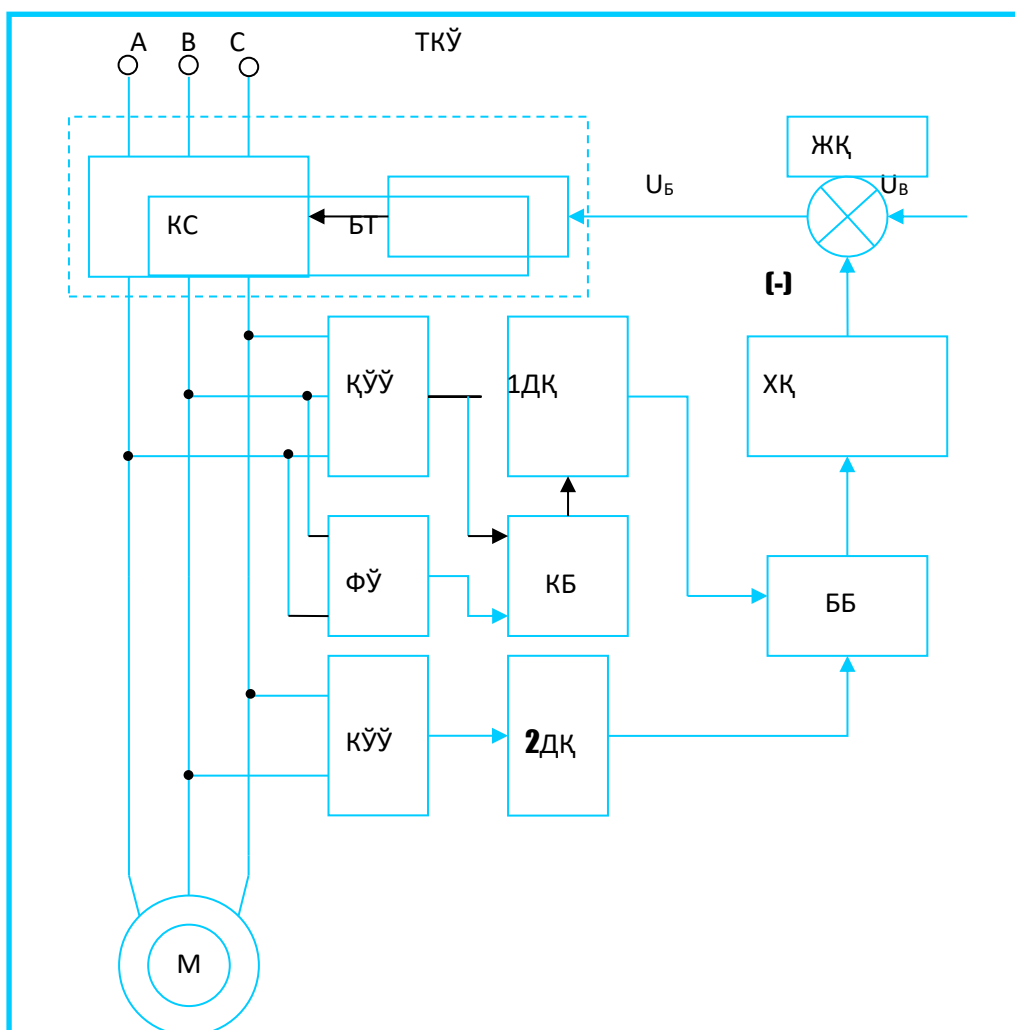 А В С ТКЎ
ЖҚ
UБ UВ
КС БТ
(-)
ҚЎЎ 1ДҚ ХҚ
ФЎ КБ ББ
КЎЎ 2ДҚ
М